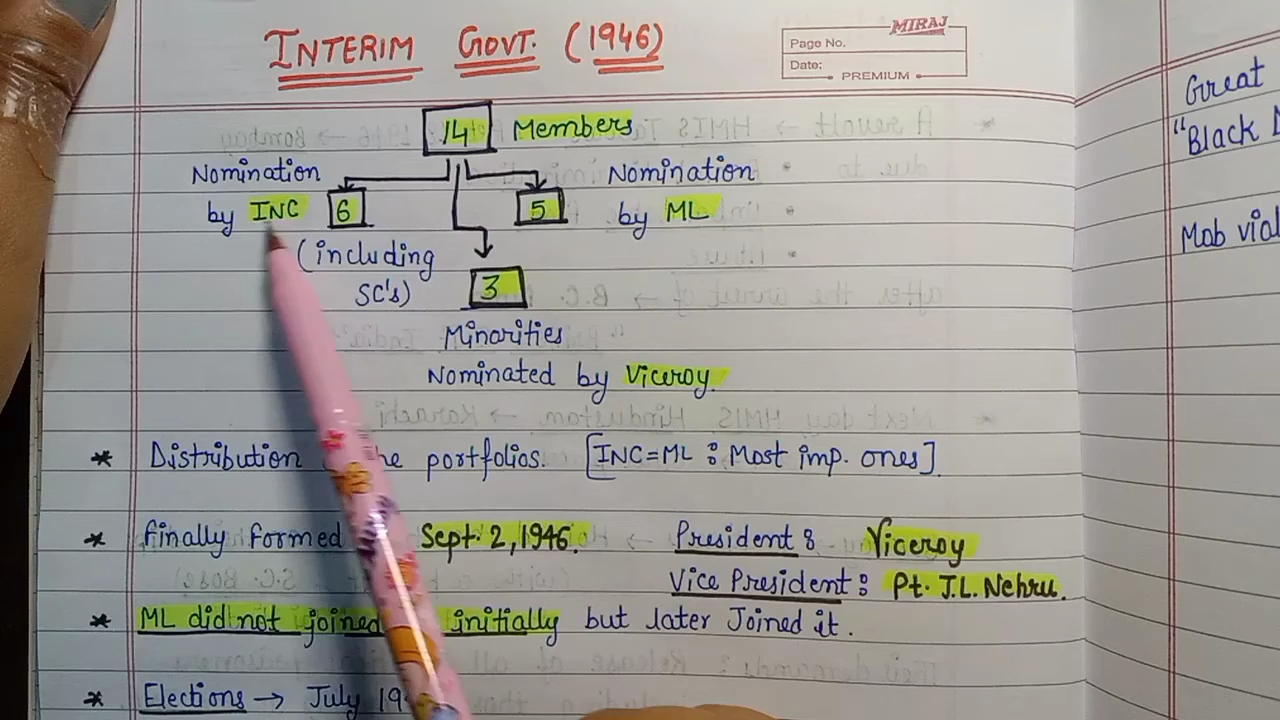 INTERIM GOVT. (1946)
MIRAJ
Page No.
Date:
PREMIUM
14 Members
Nomination by INC 6 (including SC's)
5 Nomination by ML
3
Minorities
Nominated by Viceroy.
* Distribution the portfolios. [INC=ML : Most imp. ones]
* Finally formed Sept. 2, 1946.
President : Viceroy
Vice President : Pt. J.L. Nehru.
* ML did not joined initially but later Joined it.
* Elections → July
Great
"Black
Mob